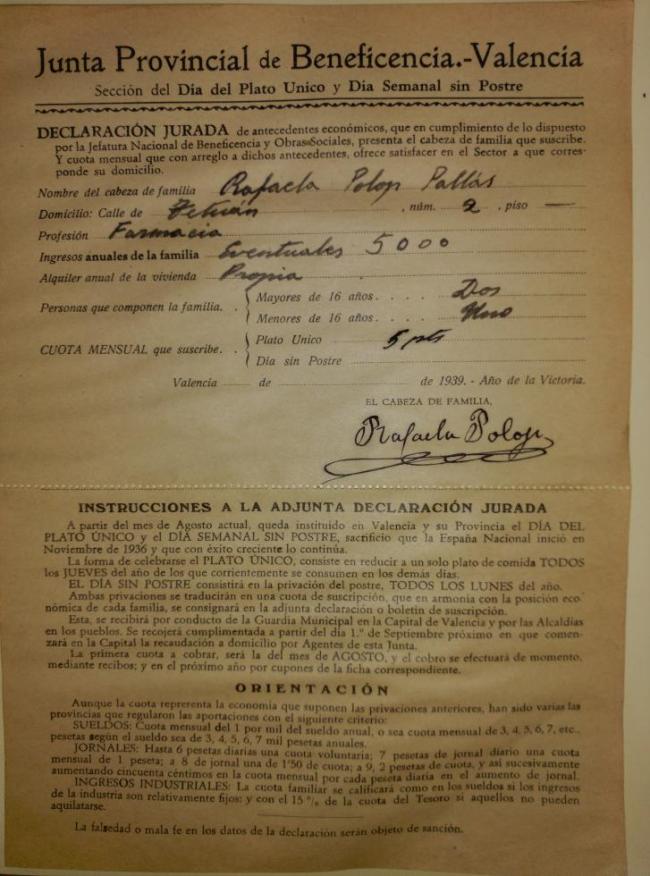 Junta Provincial de Beneficencia.-Valencia
Sección del Día del Plato Unico y Día Semanal sin Postre
DECLARACIÓN JURADA de antecedentes económicos, que en cumplimiento de lo dispuesto
por la Jefatura Nacional de Beneficencia y Obras Sociales, presenta el cabeza de familia que suscribe.
Y cuota mensual que con arreglo a dichos antecedentes, ofrece satisfacer en el Sector a que corres-
ponde su domicilio.
Nombre del cabeza de familia Rafaela Polop Pallás
Domicilio: Calle de Tetuán , núm. 2 , piso —
Profesión Farmacia
Ingresos anuales de la familia Eventuales 5000
Alquiler anual de la vivienda Propia
Personas que componen la familia. . Mayores de 16 años. . . . Dos
Menores de 16 años. . . . Uno
CUOTA MENSUAL que suscribe. . Plato Unico 5 pts
Día sin Postre
Valencia de de 1939. - Año de la Victoria.
EL CABEZA DE FAMILIA,
Rafaela Polop
INSTRUCCIONES A LA ADJUNTA DECLARACIÓN JURADA
A partir del mes de Agosto actual, queda instituído en Valencia y su Provincia el DÍA DEL
PLATO ÚNICO y el DÍA SEMANAL SIN POSTRE, sacrificio que la España Nacional inició en
Noviembre de 1936 y que con éxito creciente lo continúa.
La forma de celebrarse el PLATO ÚNICO, consiste en reducir a un solo plato de comida TODOS
los JUEVES del año de los que corrientemente se consumen en los demás días.
EL DÍA SIN POSTRE consistirá en la privación del postre, TODOS LOS LUNES del año.
Ambas privaciones se traducirán en una cuota de suscripción, que en armonía con la posición eco-
nómica de cada familia, se consignará en la adjunta declaración o boletín de suscripción.
Esta, se recibirá por conducto de la Guardia Municipal en la Capital de Valencia y por las Alcaldías
en los pueblos. Se recojerá cumplimentada a partir del día 1.º de Septiembre próximo en que comen-
zará en la Capital la recaudación a domicilio por Agentes de esta Junta.
La primera cuota a cobrar, será la del mes de AGOSTO, y el cobro se efectuará de momento,
mediante recibos; y en el próximo año por cupones de la ficha correspondiente.
ORIENTACIÓN
Aunque la cuota representa la economía que suponen las privaciones anteriores, han sido varias las
provincias que regularon las aportaciones con el siguiente criterio:
SUELDOS: Cuota mensual del 1 por mil del sueldo anual, o sea cuota mensual de 3, 4, 5, 6, 7, etc.,
pesetas según el sueldo sea de 3, 4, 5, 6, 7 mil pesetas anuales.
JORNALES: Hasta 6 pesetas diarias una cuota voluntaria; 7 pesetas de jornal diario una cuota
mensual de 1 peseta; a 8 de jornal una de 1'50 de cuota; a 9, 2 pesetas de cuota, y así sucesivamente
aumentando cincuenta céntimos en la cuota mensual por cada peseta diaria en el aumento de jornal.
INGRESOS INDUSTRIALES: La cuota familiar se calificará como en los sueldos si los ingresos
de la industria son relativamente fijos; y con el 15 % de la cuota del Tesoro si aquellos no pueden
aquilatarse.
La falsedad o mala fe en los datos de la declaración serán objeto de sanción.